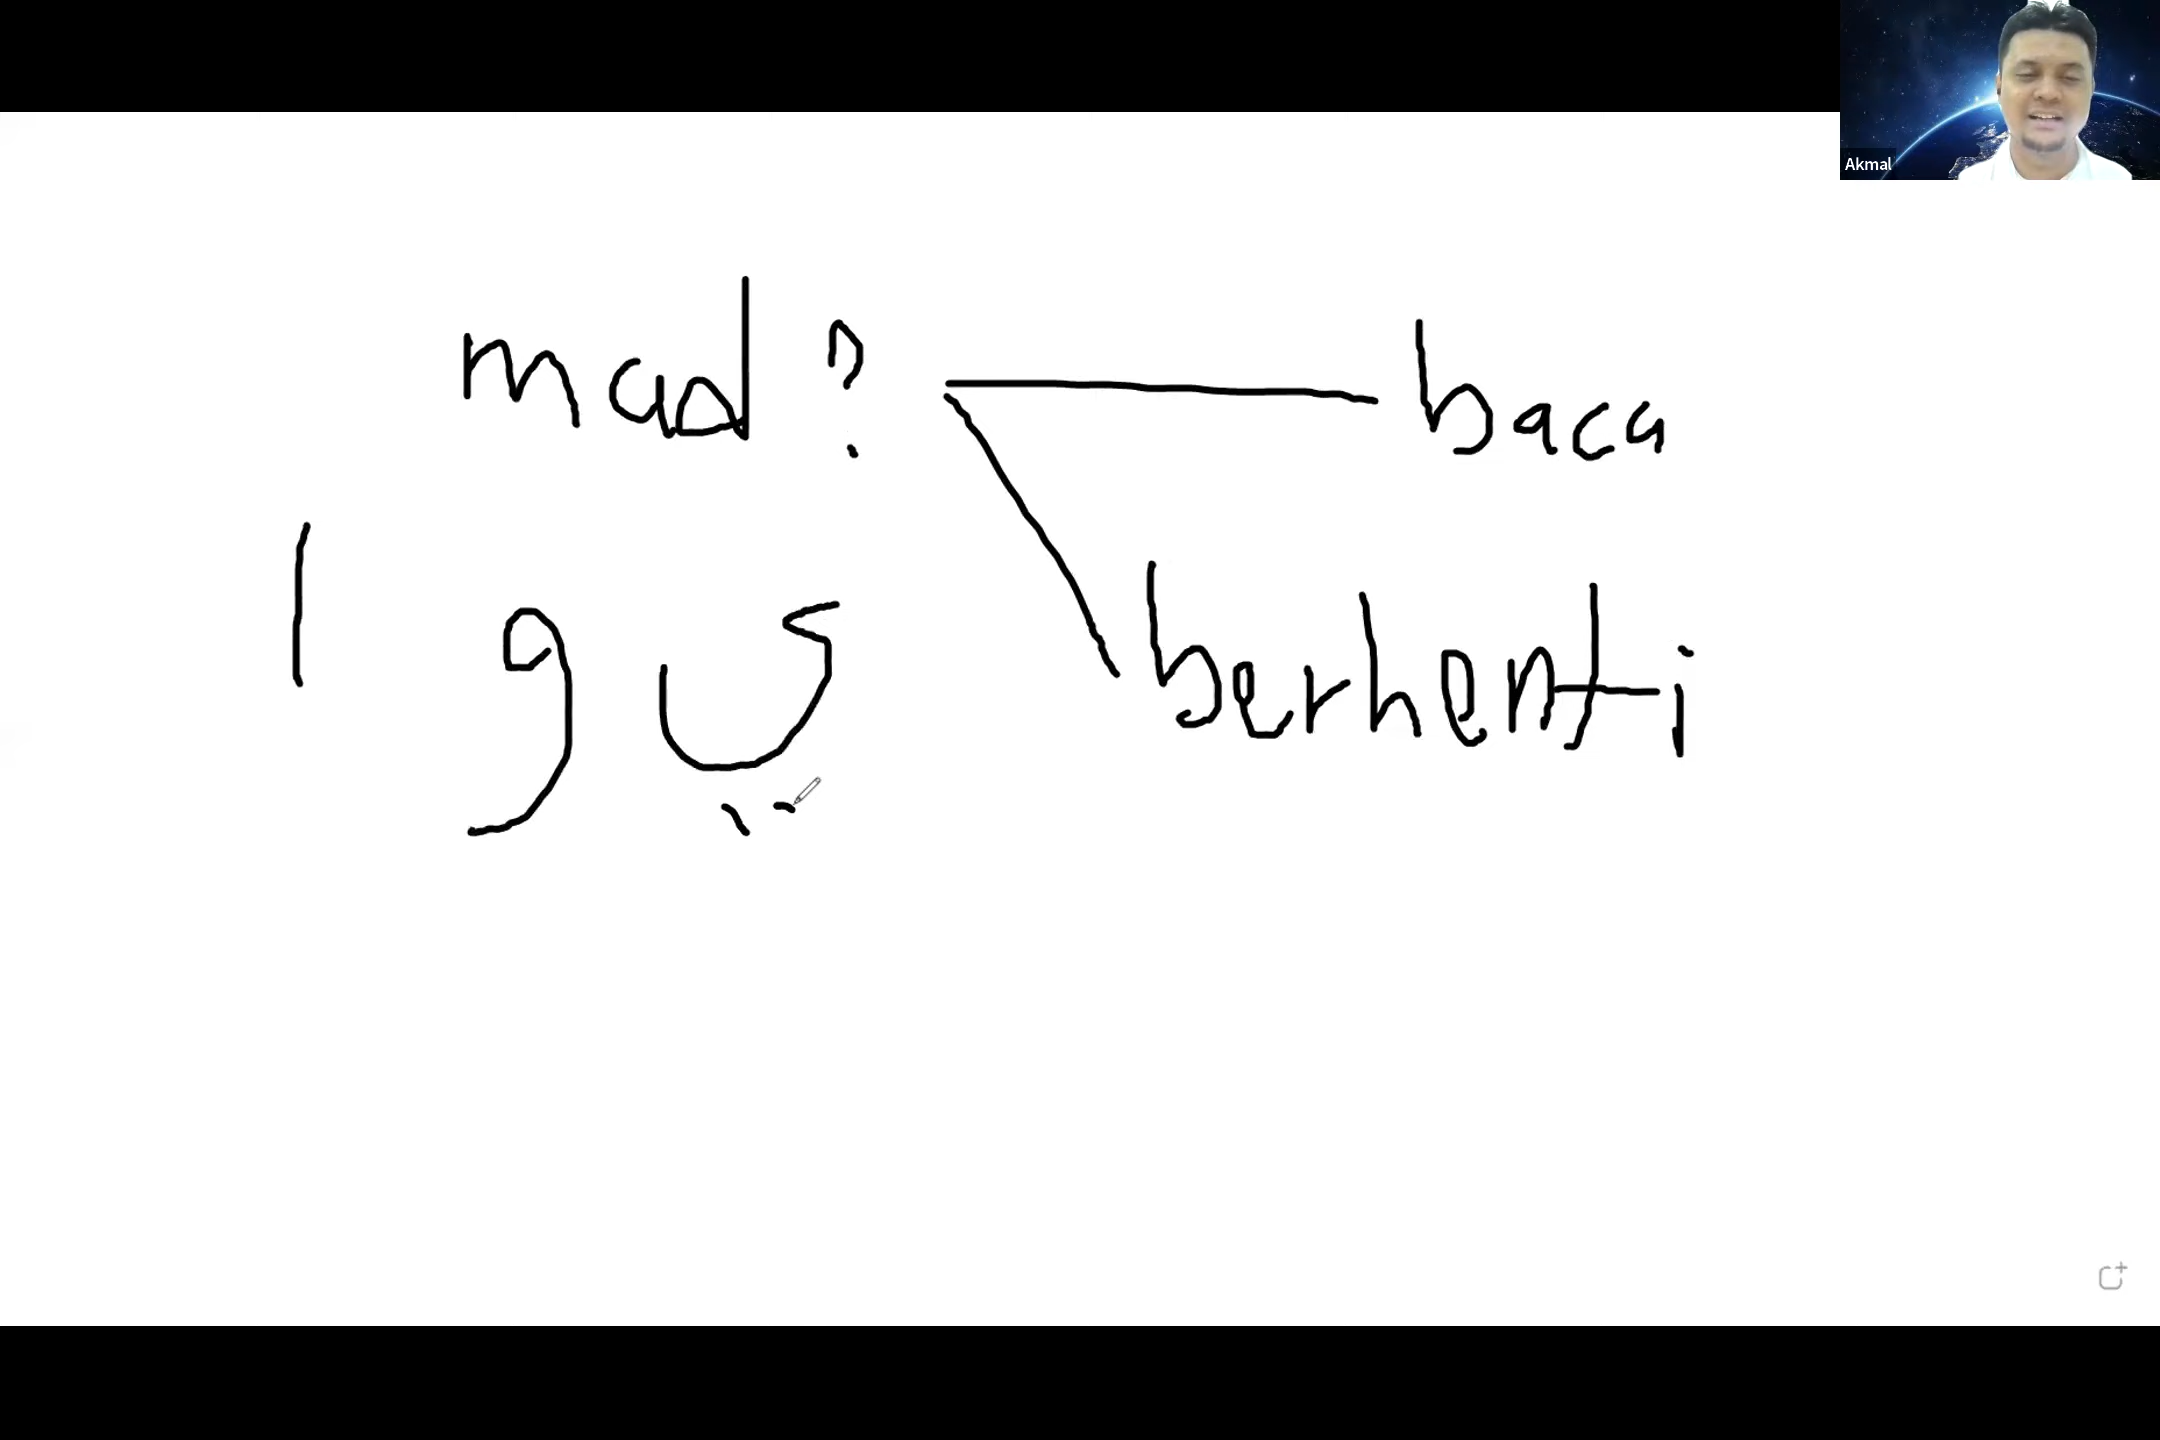 Akmal
mad ? baca
ا و ي berhenti